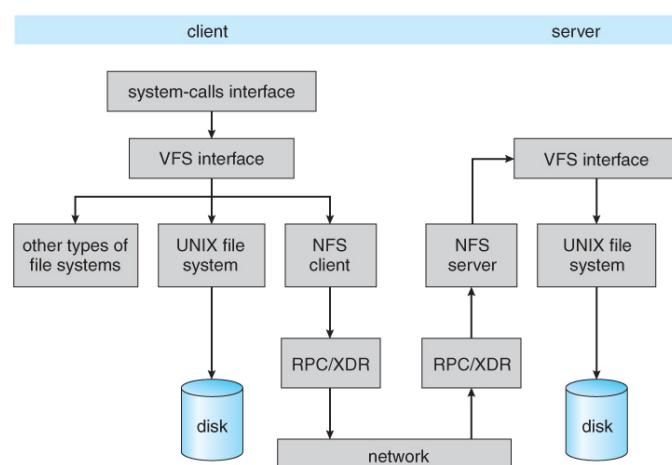 client
server
system-calls interface
VFS interface
VFS interface
other types of
file systems
UNIX file
system
NFS
client
NFS
server
UNIX file
system
RPC/XDR
RPC/XDR
disk
disk
network